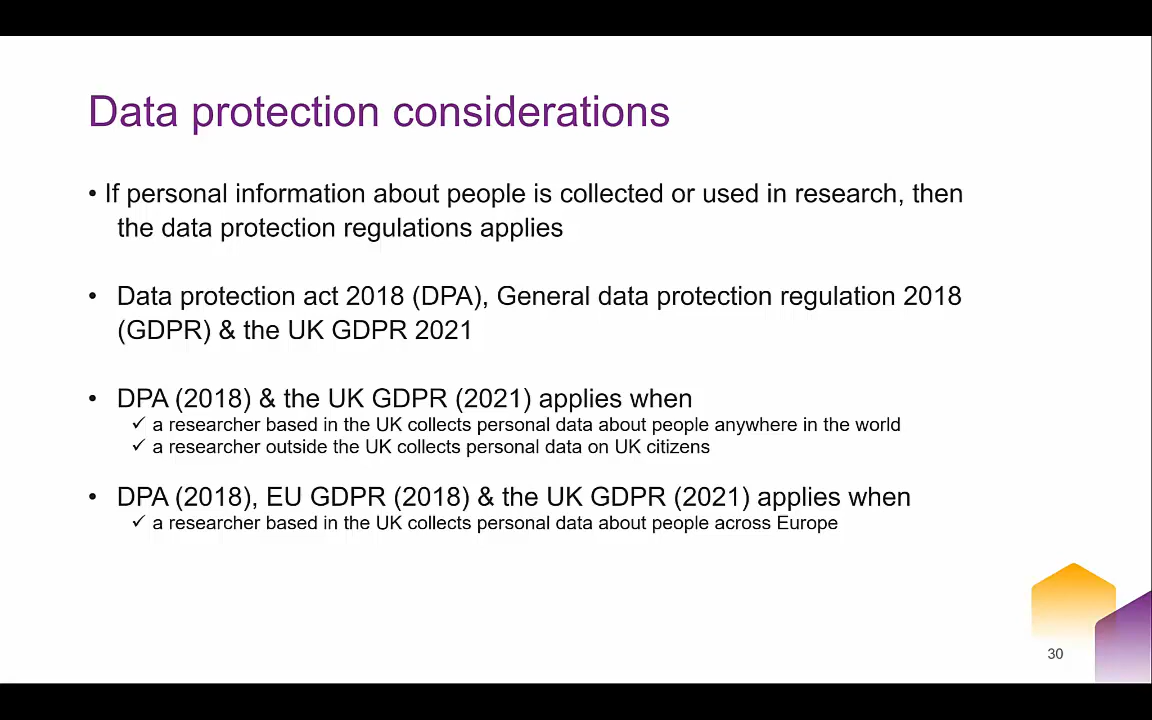 Data protection considerations
• If personal information about people is collected or used in research, then
the data protection regulations applies
• Data protection act 2018 (DPA), General data protection regulation 2018
(GDPR) & the UK GDPR 2021
• DPA (2018) & the UK GDPR (2021) applies when
✓ a researcher based in the UK collects personal data about people anywhere in the world
✓ a researcher outside the UK collects personal data on UK citizens
• DPA (2018), EU GDPR (2018) & the UK GDPR (2021) applies when
✓ a researcher based in the UK collects personal data about people across Europe
30